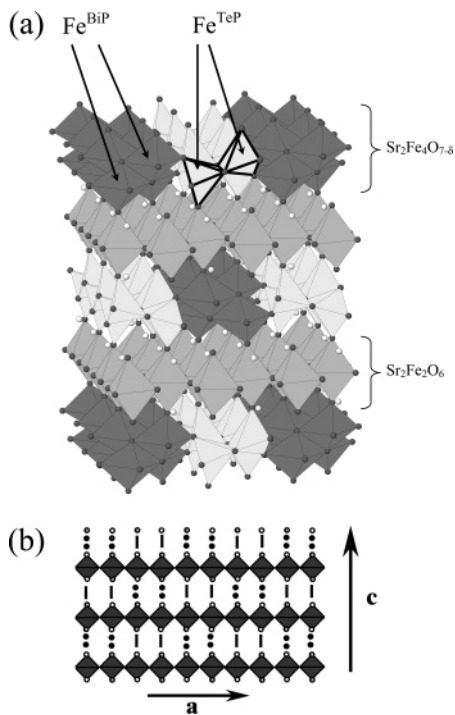 (a)
Fe^BiP Fe^TeP
Sr₂Fe₄O₇₋δ
Sr₂Fe₂O₆
(b)
c
a